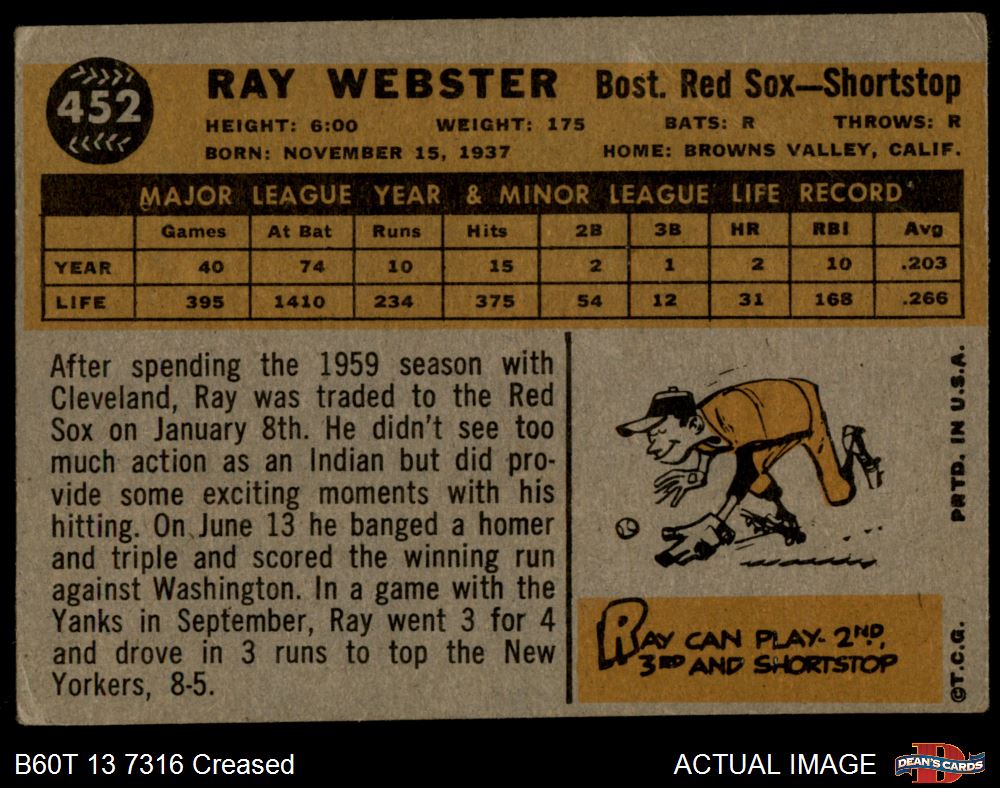 452
RAY WEBSTER Bost. Red Sox—Shortstop
HEIGHT: 6:00 WEIGHT: 175 BATS: R THROWS: R
BORN: NOVEMBER 15, 1937 HOME: BROWNS VALLEY, CALIF.
MAJOR LEAGUE YEAR & MINOR LEAGUE LIFE RECORD
Games At Bat Runs Hits 2B 3B HR RBI Avg
YEAR 40 74 10 15 2 1 2 10 .203
LIFE 395 1410 234 375 54 12 31 168 .266
After spending the 1959 season with
Cleveland, Ray was traded to the Red
Sox on January 8th. He didn't see too
much action as an Indian but did pro-
vide some exciting moments with his
hitting. On June 13 he banged a homer
and triple and scored the winning run
against Washington. In a game with the
Yanks in September, Ray went 3 for 4
and drove in 3 runs to top the New
Yorkers, 8-5.
RAY CAN PLAY 2ND,
3RD AND SHORTSTOP
PRTD. IN U.S.A.
©T.C.G.
B60T 13 7316 Creased
ACTUAL IMAGE
DEAN'S CARDS